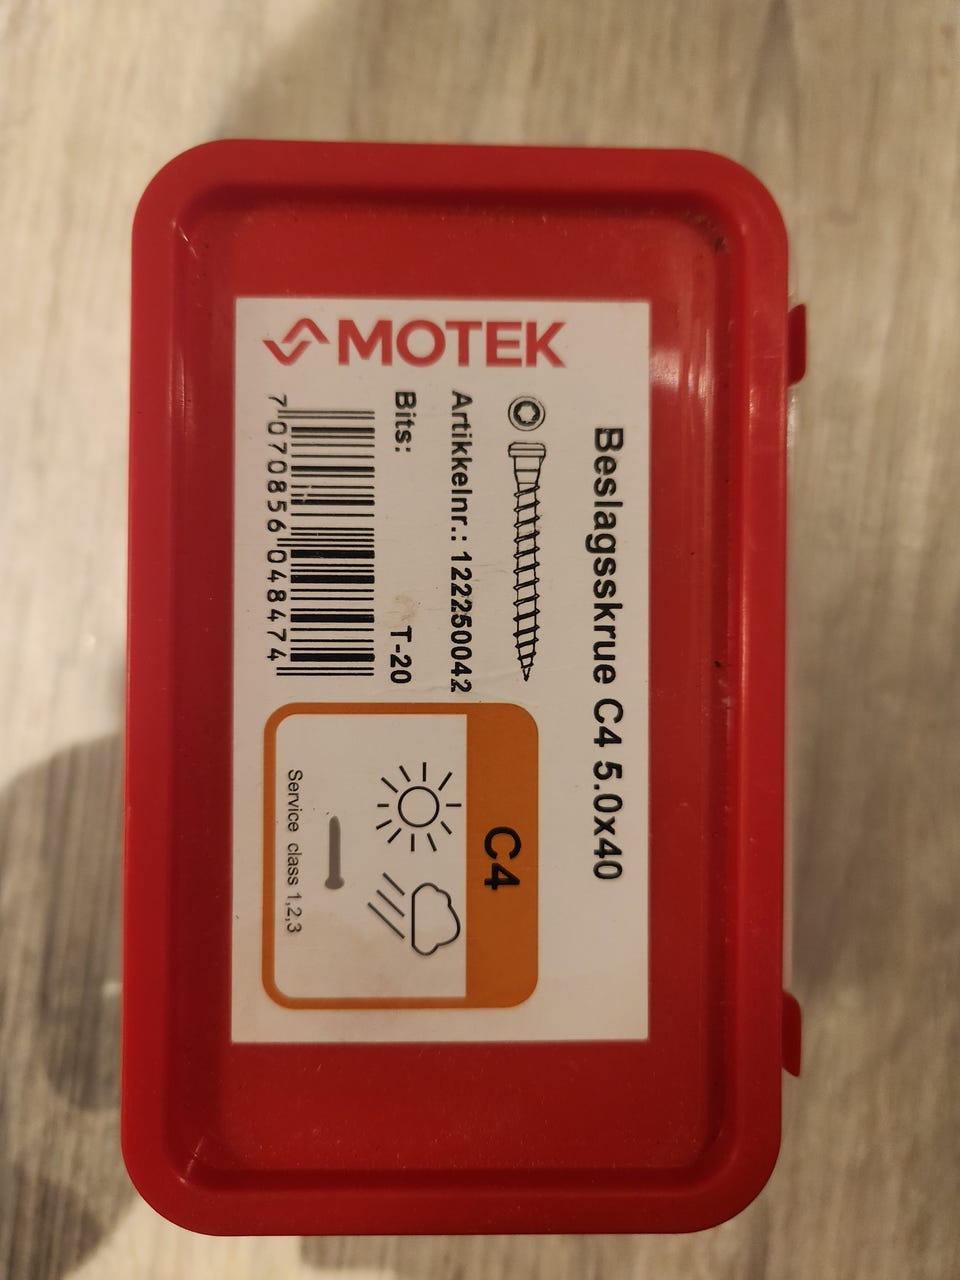 MOTEK
Beslagsskrue C4 5.0x40
Artikkelnr.: 122250042
Bits: T-20
7 070856 048474
C4
Service class 1,2,3